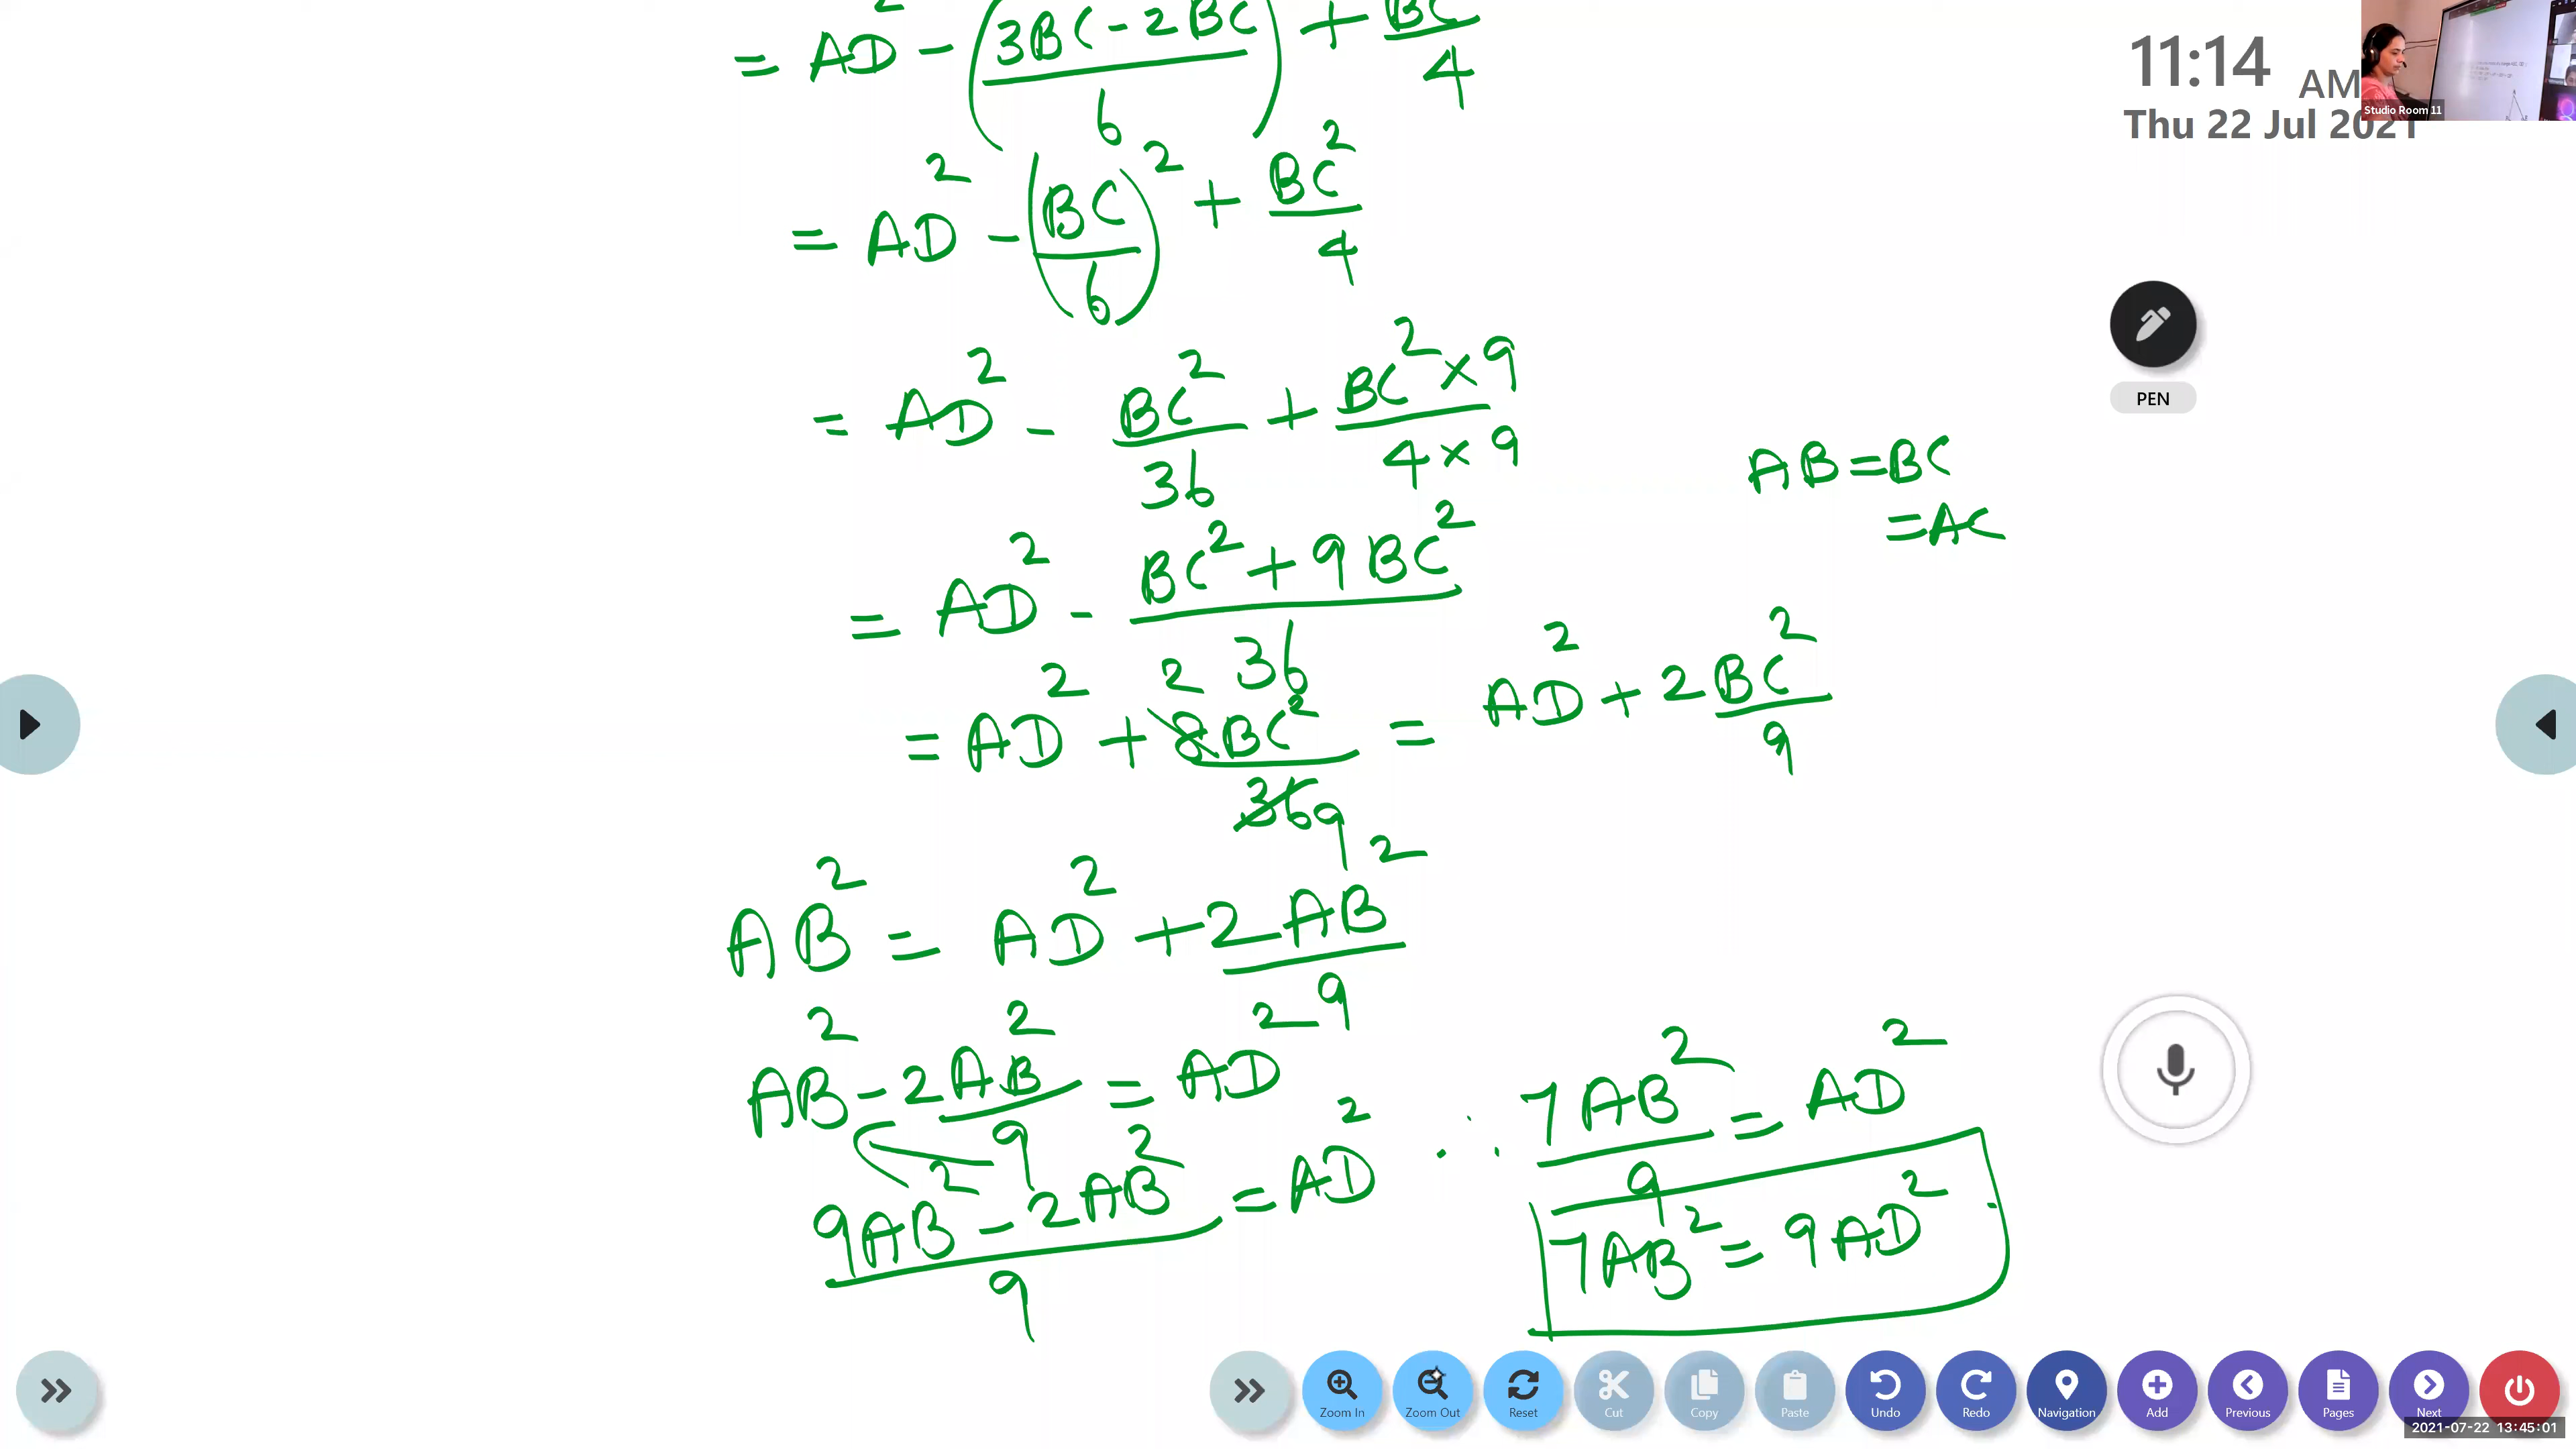 = AD² - (3BC - 2BC / 6) + BC / 4
= AD² - (BC / 6)² + BC² / 4
= AD² - BC² / 36 + BC² × 9 / 4 × 9
AB = BC
= AC
= AD² - BC² + 9BC² / 36
= AD² + 8BC² / 36 2 9 = AD² + 2BC² / 9
AB² = AD² + 2AB² / 9
AB² - 2AB² / 9 = AD²
9AB² - 2AB² / 9 = AD²
∴ 7AB² / 9 = AD²
7AB² = 9AD²
11:14 AM
Thu 22 Jul 2021
Studio Room 11
PEN
Zoom In
Zoom Out
Reset
Cut
Copy
Paste
Undo
Redo
Navigation
Add
Previous
Pages
Next
2021-07-22 13:45:01